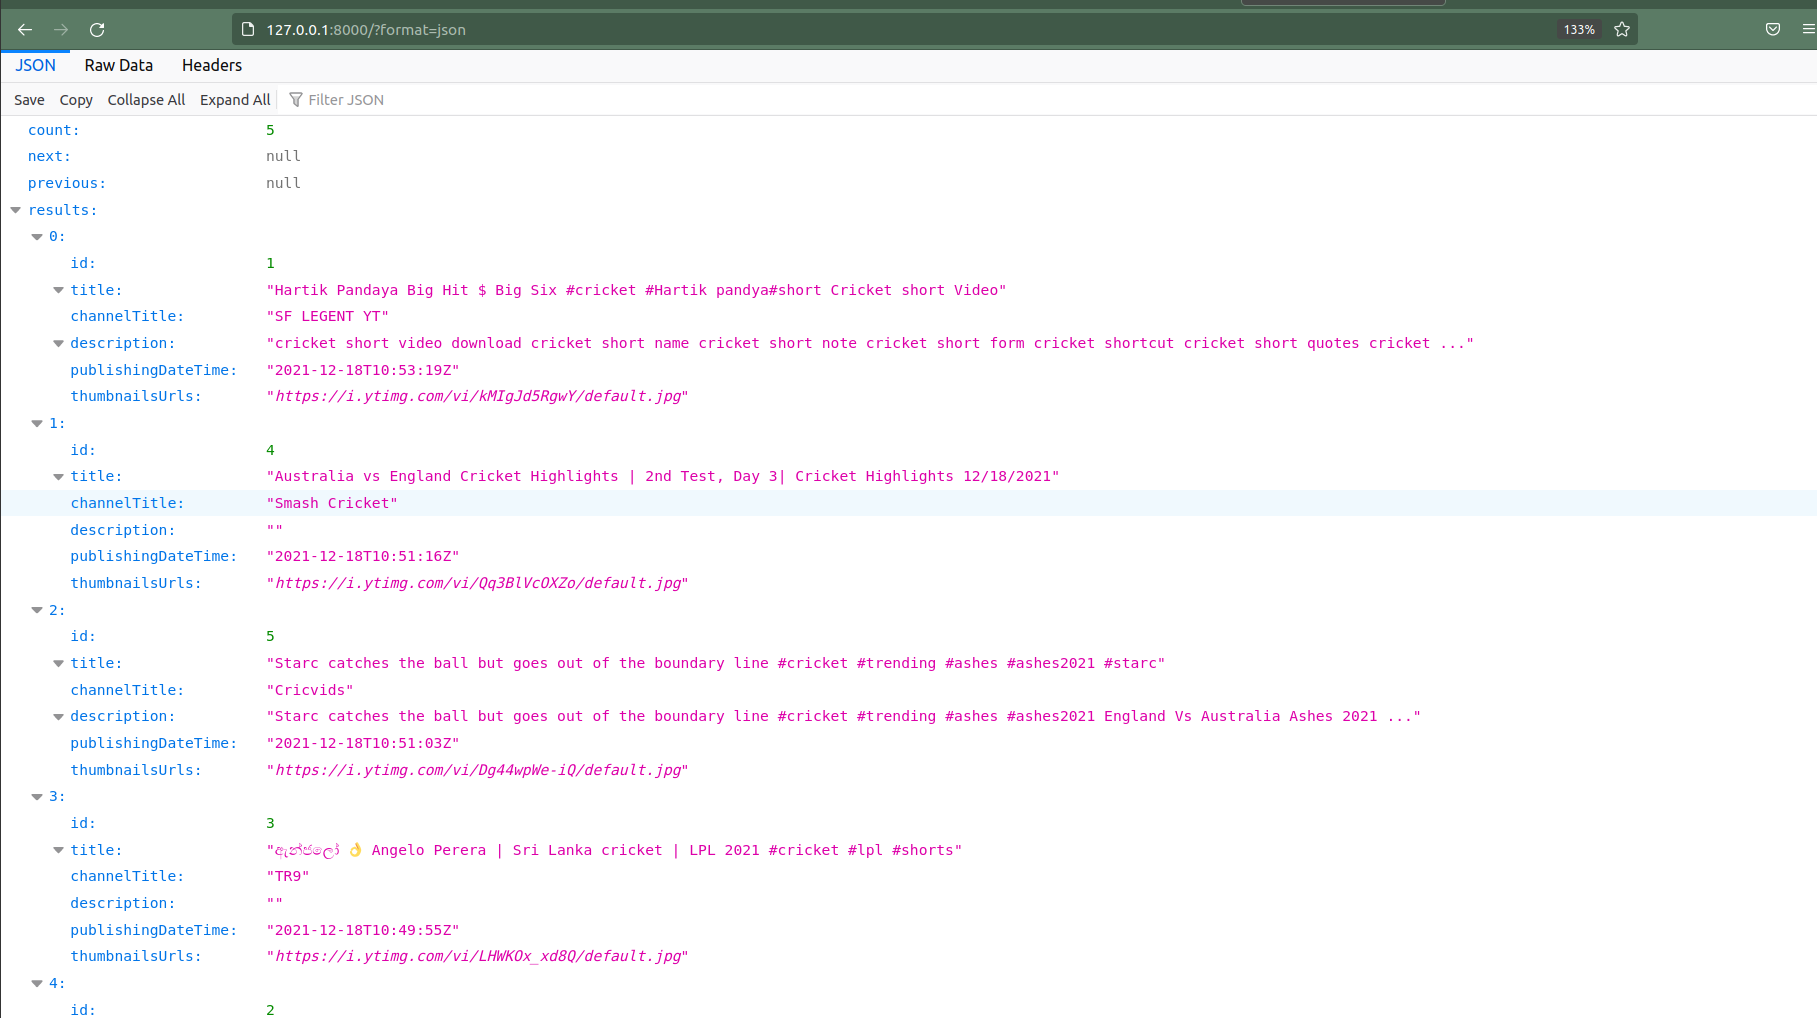 127.0.0.1:8000/?format=json 133%
JSON Raw Data Headers
Save Copy Collapse All Expand All Filter JSON
count: 5
next: null
previous: null
results:
0:
id: 1
title: "Hartik Pandaya Big Hit $ Big Six #cricket #Hartik pandya#short Cricket short Video"
channelTitle: "SF LEGENT YT"
description: "cricket short video download cricket short name cricket short note cricket short form cricket shortcut cricket short quotes cricket ..."
publishingDateTime: "2021-12-18T10:53:19Z"
thumbnailsUrls: "https://i.ytimg.com/vi/kMIgJd5RgwY/default.jpg"
1:
id: 4
title: "Australia vs England Cricket Highlights | 2nd Test, Day 3| Cricket Highlights 12/18/2021"
channelTitle: "Smash Cricket"
description: ""
publishingDateTime: "2021-12-18T10:51:16Z"
thumbnailsUrls: "https://i.ytimg.com/vi/Qq3BlVcOXZo/default.jpg"
2:
id: 5
title: "Starc catches the ball but goes out of the boundary line #cricket #trending #ashes #ashes2021 #starc"
channelTitle: "Cricvids"
description: "Starc catches the ball but goes out of the boundary line #cricket #trending #ashes #ashes2021 England Vs Australia Ashes 2021 ..."
publishingDateTime: "2021-12-18T10:51:03Z"
thumbnailsUrls: "https://i.ytimg.com/vi/Dg44wpWe-iQ/default.jpg"
3:
id: 3
title: "ඇන්ජලෝ 👌 Angelo Perera | Sri Lanka cricket | LPL 2021 #cricket #lpl #shorts"
channelTitle: "TR9"
description: ""
publishingDateTime: "2021-12-18T10:49:55Z"
thumbnailsUrls: "https://i.ytimg.com/vi/LHWKOx_xd8Q/default.jpg"
4:
id: 2